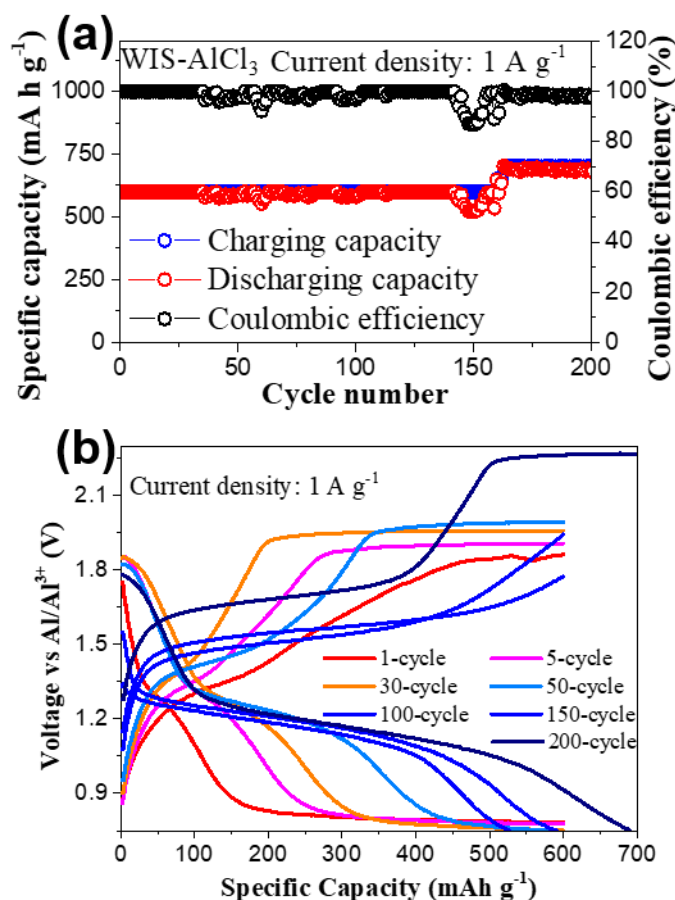 (a)
WIS-AlCl₃ Current density: 1 A g⁻¹
Specific capacity (mA h g⁻¹)
1000
750
500
250
0
Charging capacity
Discharging capacity
Coulombic efficiency
120
100
80
60
40
20
0
Coulombic efficiency (%)
0 50 100 150 200
Cycle number
(b)
Current density: 1 A g⁻¹
Voltage vs Al/Al³⁺ (V)
2.1
1.8
1.5
1.2
0.9
1-cycle 5-cycle
30-cycle 50-cycle
100-cycle 150-cycle
200-cycle
0 100 200 300 400 500 600 700
Specific Capacity (mAh g⁻¹)